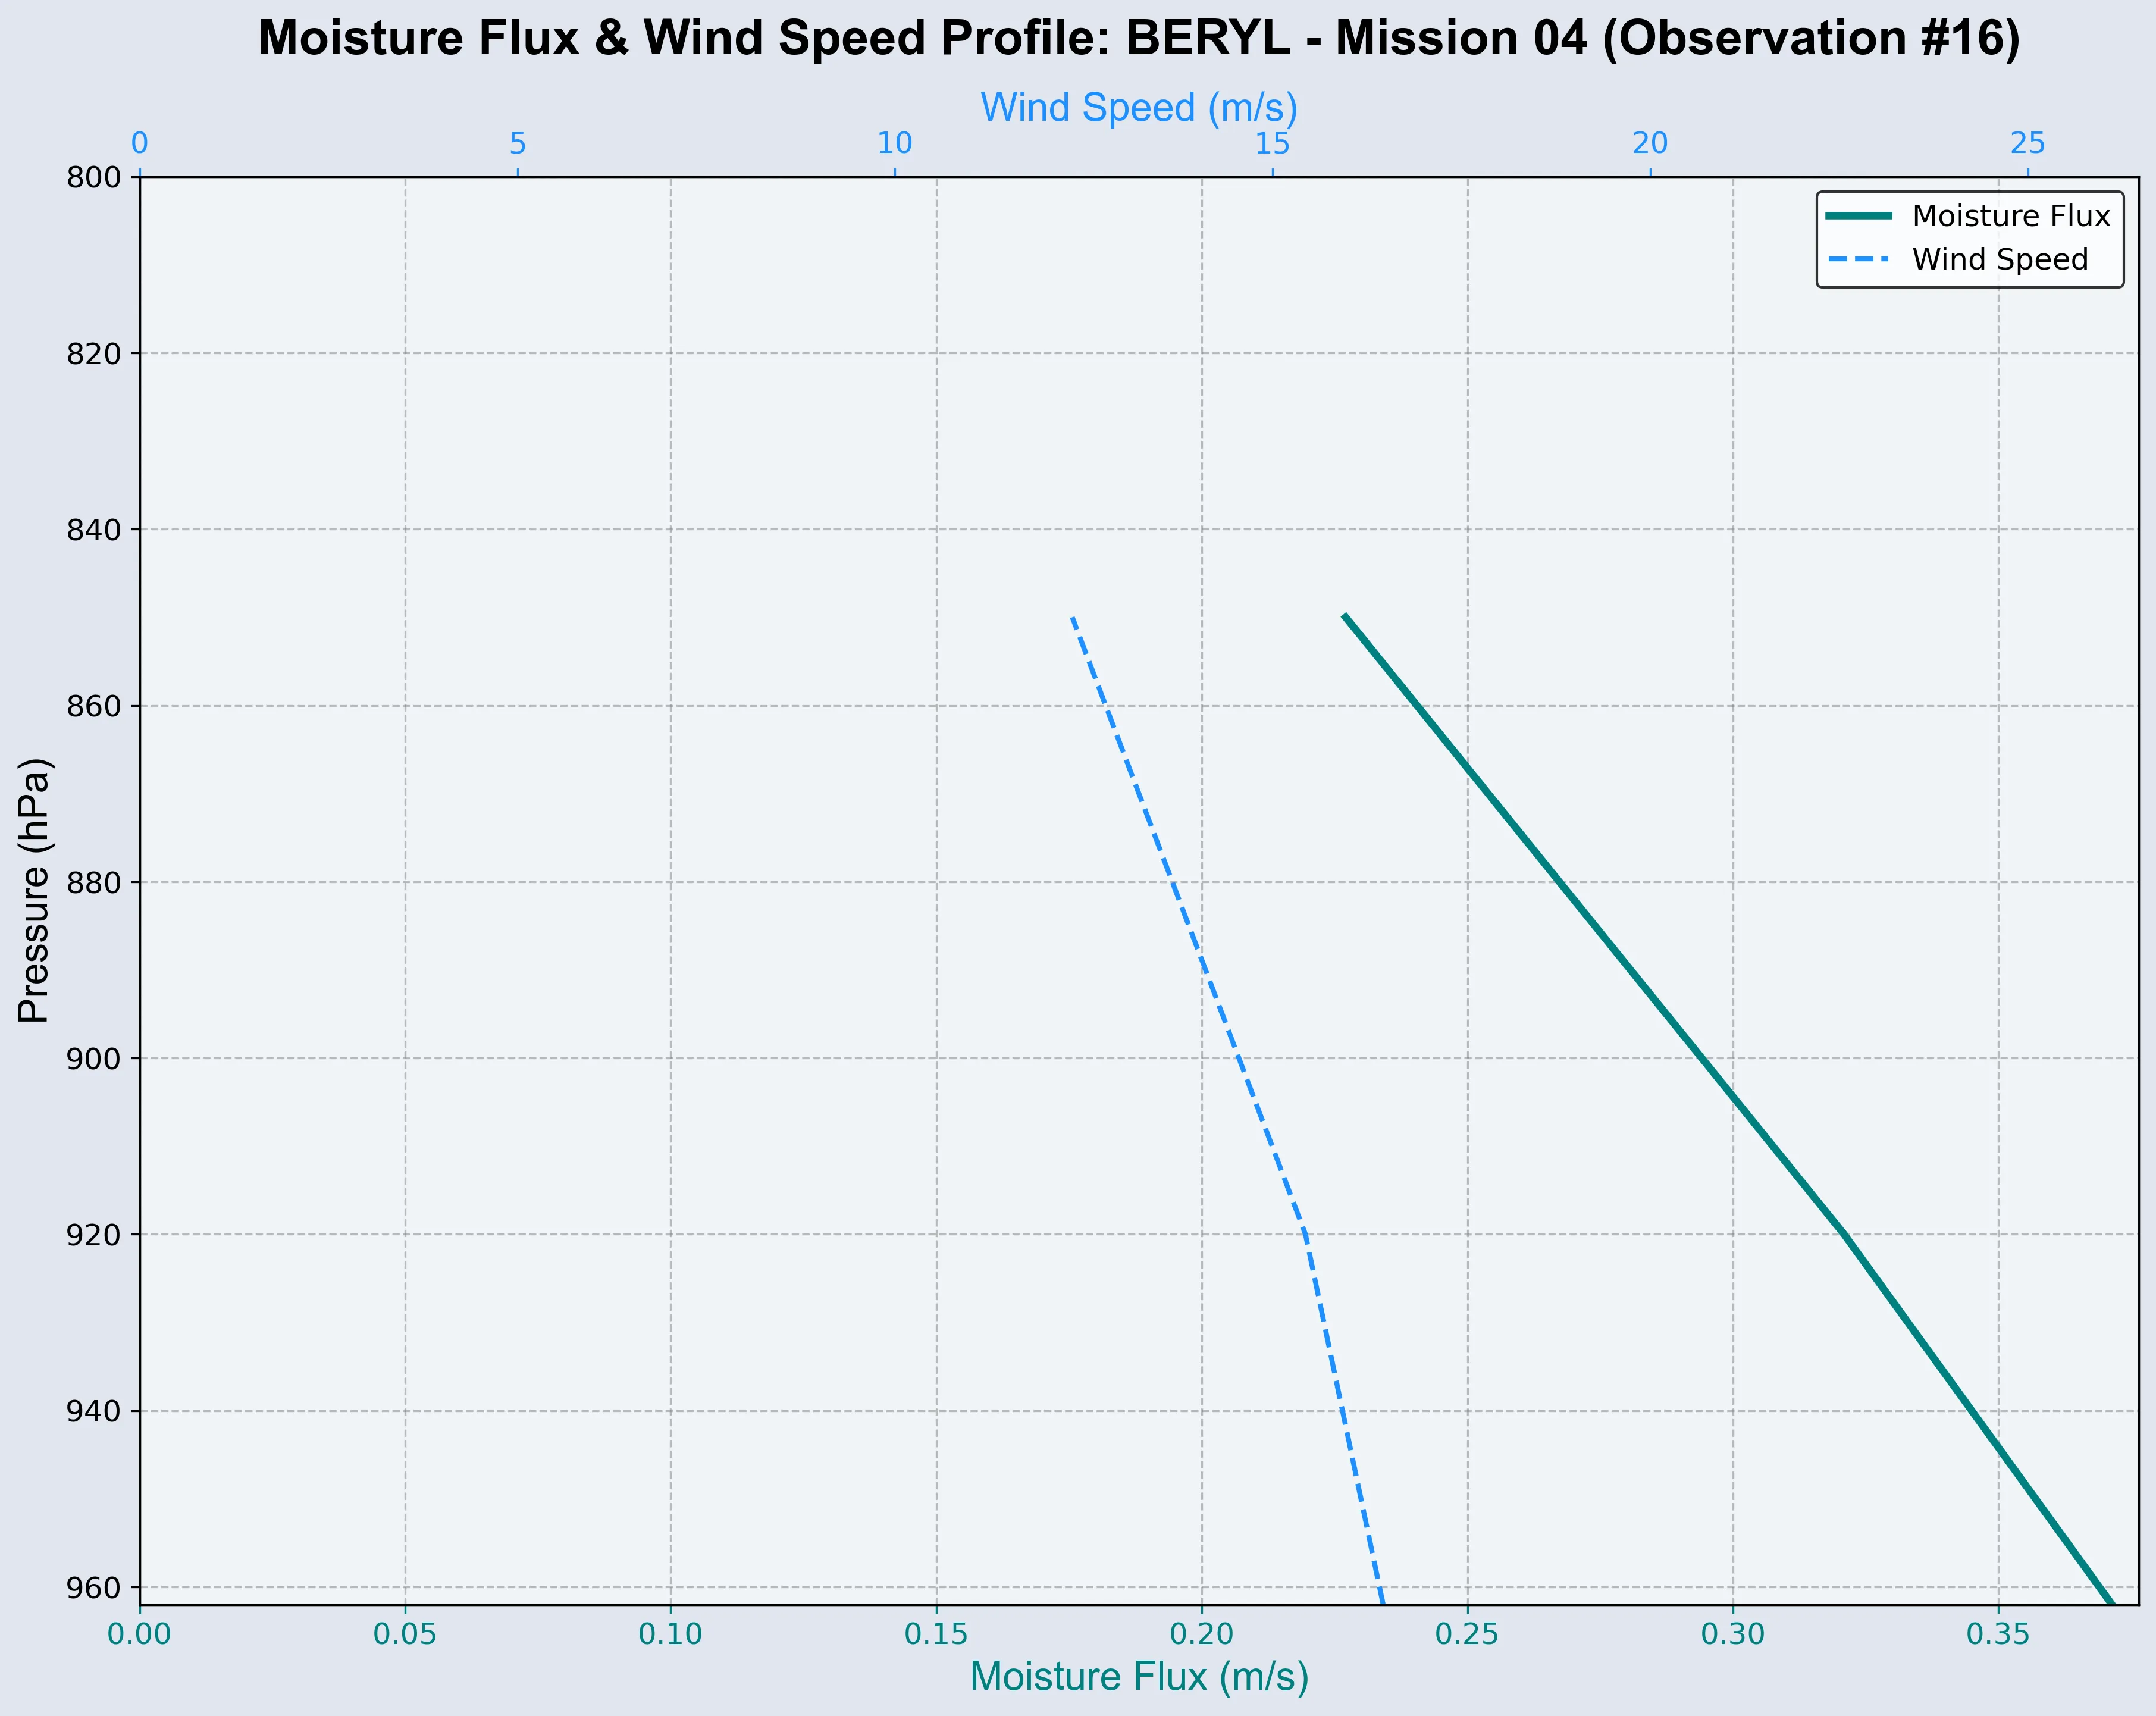 Moisture Flux & Wind Speed Profile: BERYL - Mission 04 (Observation #16)
Wind Speed (m/s)
0 5 10 15 20 25
Moisture Flux
Wind Speed
Pressure (hPa)
800
820
840
860
880
900
920
940
960
0.00 0.05 0.10 0.15 0.20 0.25 0.30 0.35
Moisture Flux (m/s)